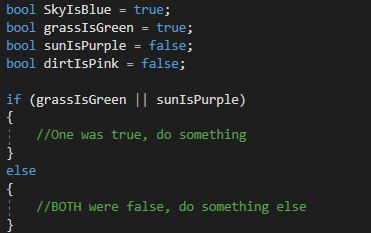 bool SkyIsBlue = true;
bool grassIsGreen = true;
bool sunIsPurple = false;
bool dirtIsPink = false;
if (grassIsGreen || sunIsPurple)
{
//One was true, do something
}
else
{
//BOTH were false, do something else
}